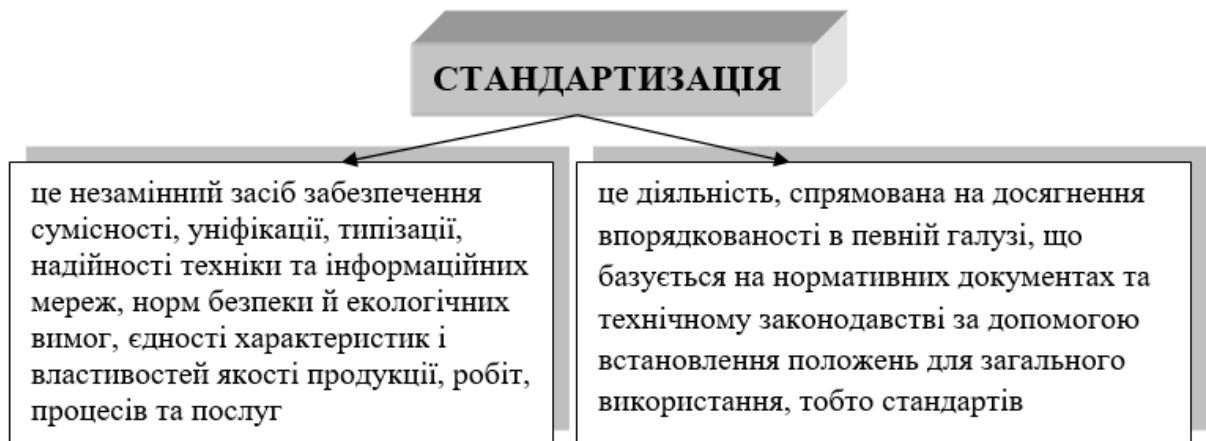 СТАНДАРТИЗАЦІЯ
це незамінний засіб забезпечення
сумісності, уніфікації, типізації,
надійності техніки та інформаційних
мереж, норм безпеки й екологічних
вимог, єдності характеристик і
властивостей якості продукції, робіт,
процесів та послуг
це діяльність, спрямована на досягнення
впорядкованості в певній галузі, що
базується на нормативних документах та
технічному законодавстві за допомогою
встановлення положень для загального
використання, тобто стандартів